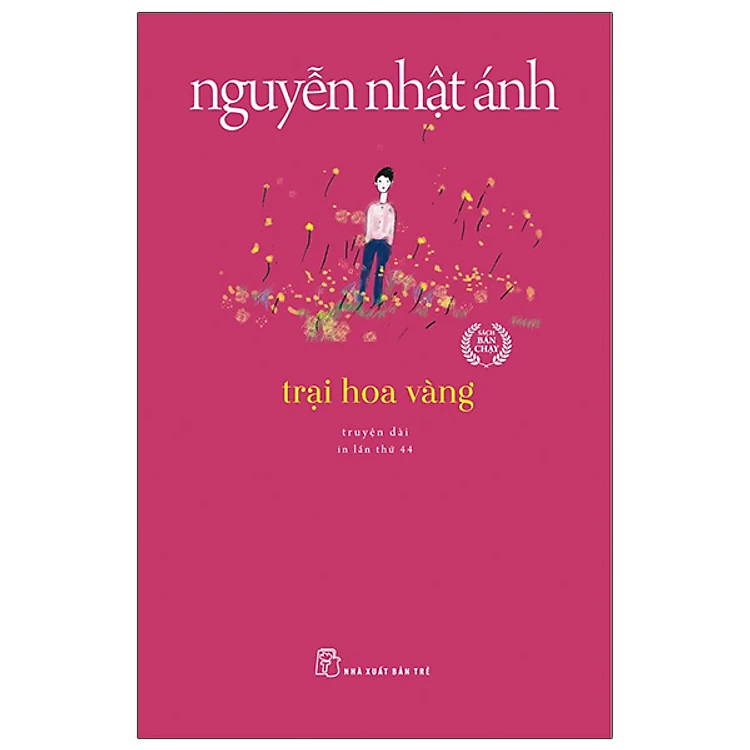 nguyễn nhật ánh
SÁCH
BÁN
CHẠY
trại hoa vàng
truyện dài
in lần thứ 44
NHÀ XUẤT BẢN TRẺ